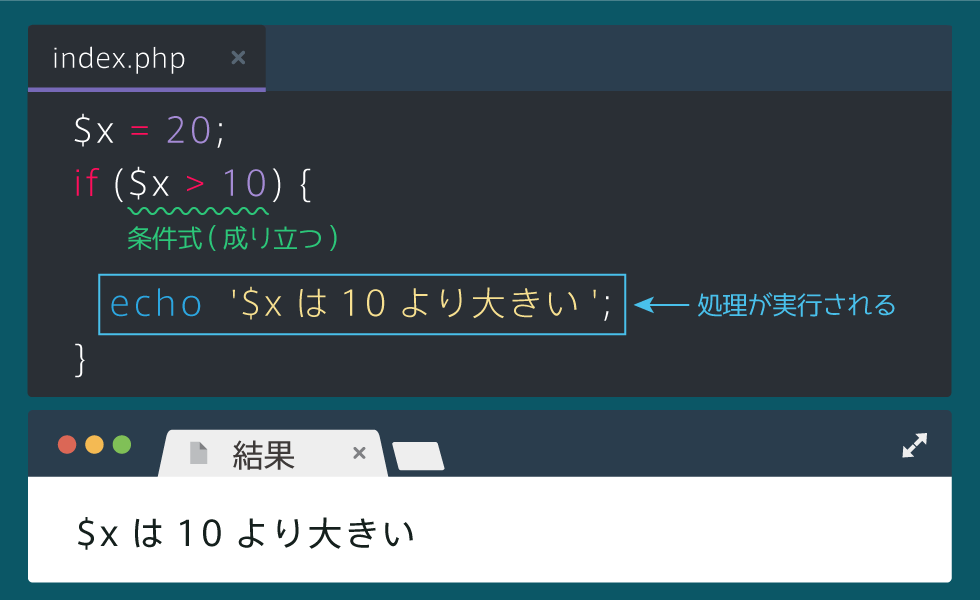 index.php ×
$x = 20;
if ($x > 10) {
条件式(成り立つ)
echo '$x は 10 より大きい'; 処理が実行される
}
結果 ×
$x は 10 より大きい